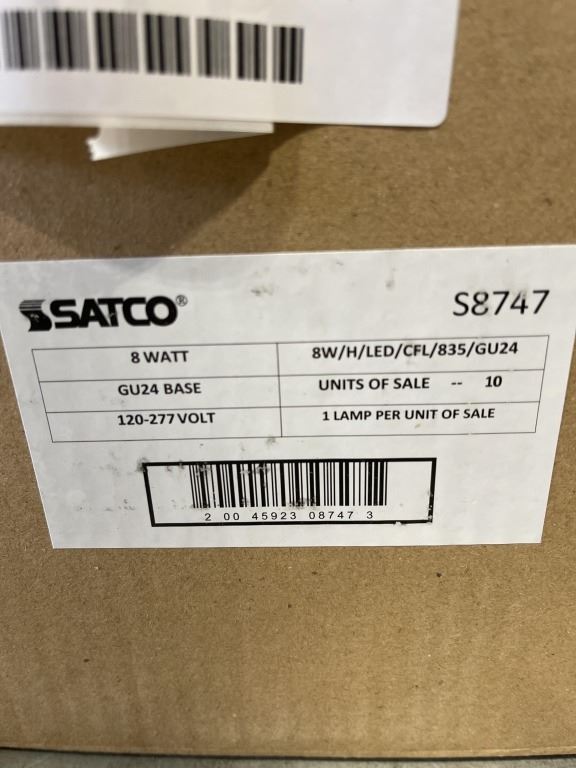 SATCO® S8747
8 WATT 8W/H/LED/CFL/835/GU24
GU24 BASE UNITS OF SALE -- 10
120-277 VOLT 1 LAMP PER UNIT OF SALE
2 00 45923 08747 3